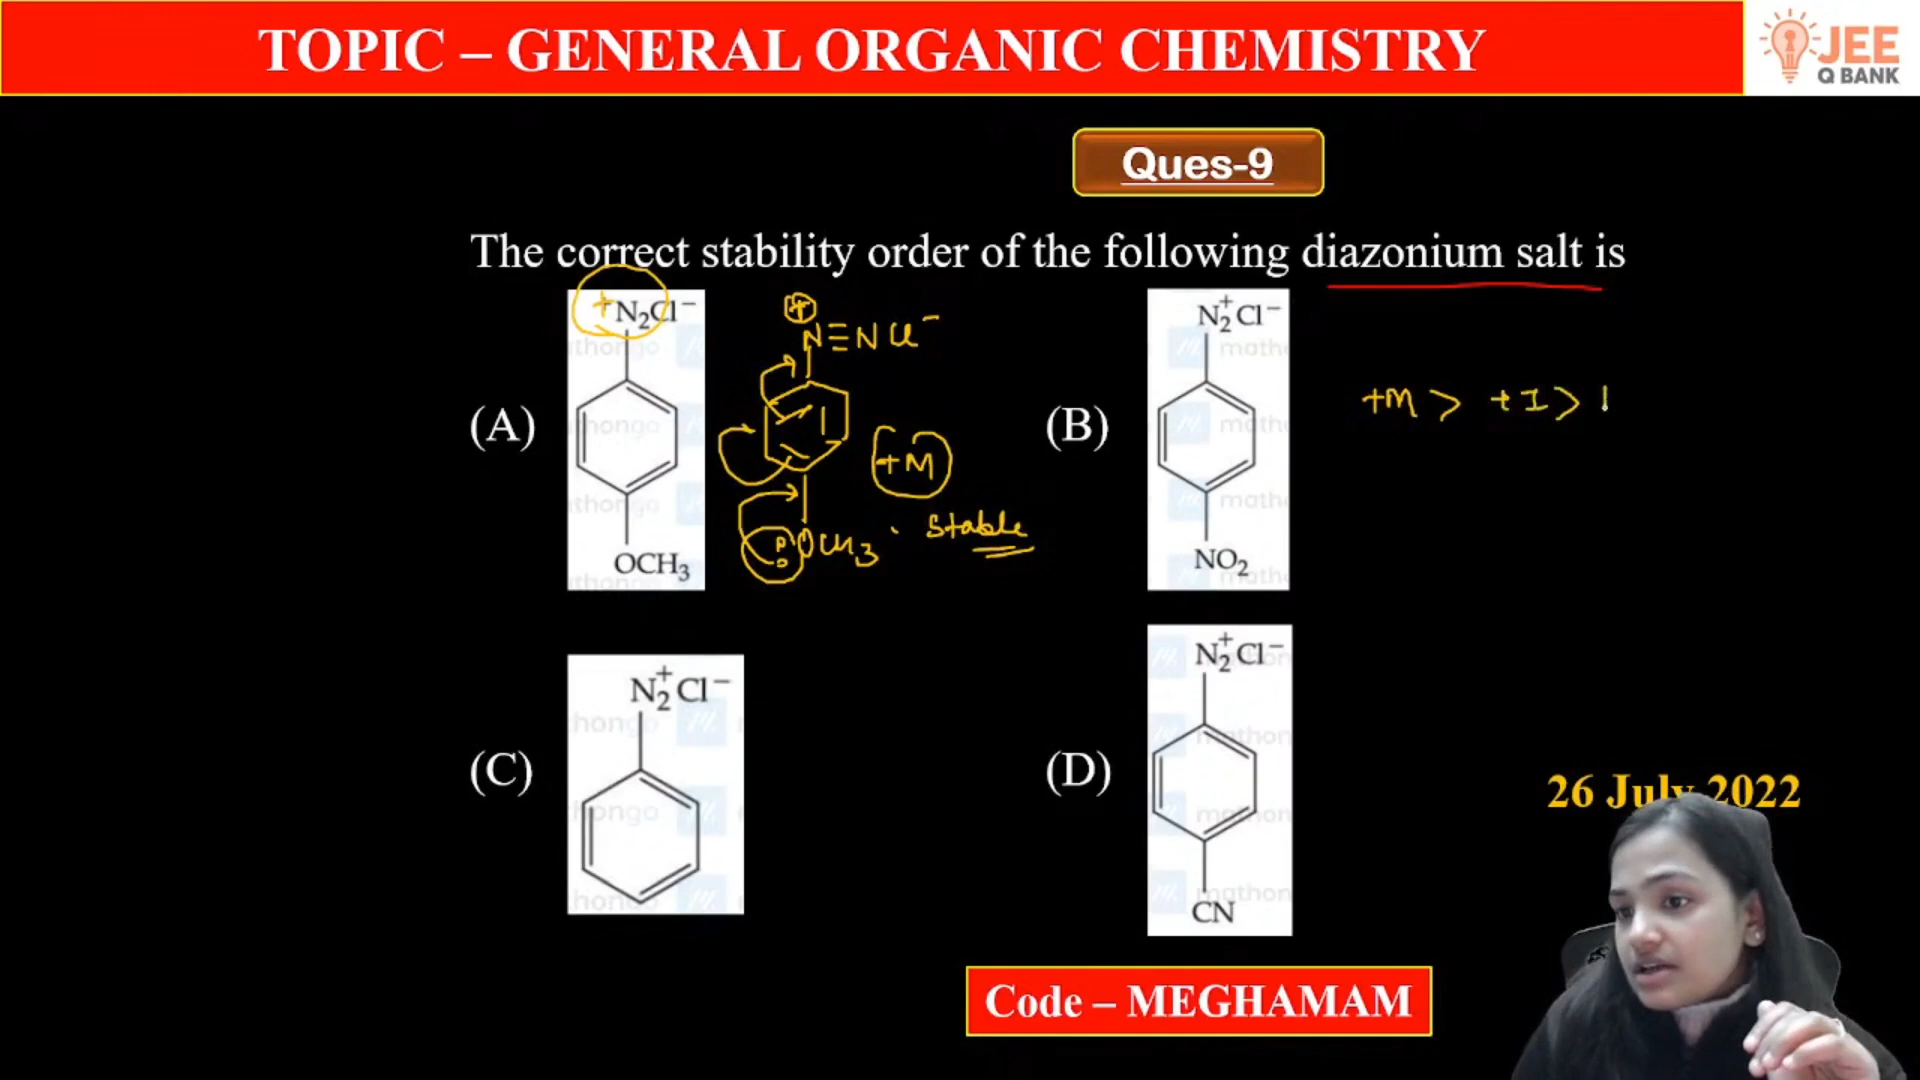 TOPIC – GENERAL ORGANIC CHEMISTRY
JEE
Q BANK
Ques-9
The correct stability order of the following diazonium salt is
(A)
+N₂Cl⁻
OCH₃
⊕
N≡N Cl⁻
+M
:OCH₃ . Stable
(B)
N₂⁺Cl⁻
NO₂
+M > +I >
(C)
N₂⁺Cl⁻
(D)
N₂⁺Cl⁻
CN
26 July 2022
Code – MEGHAMAM